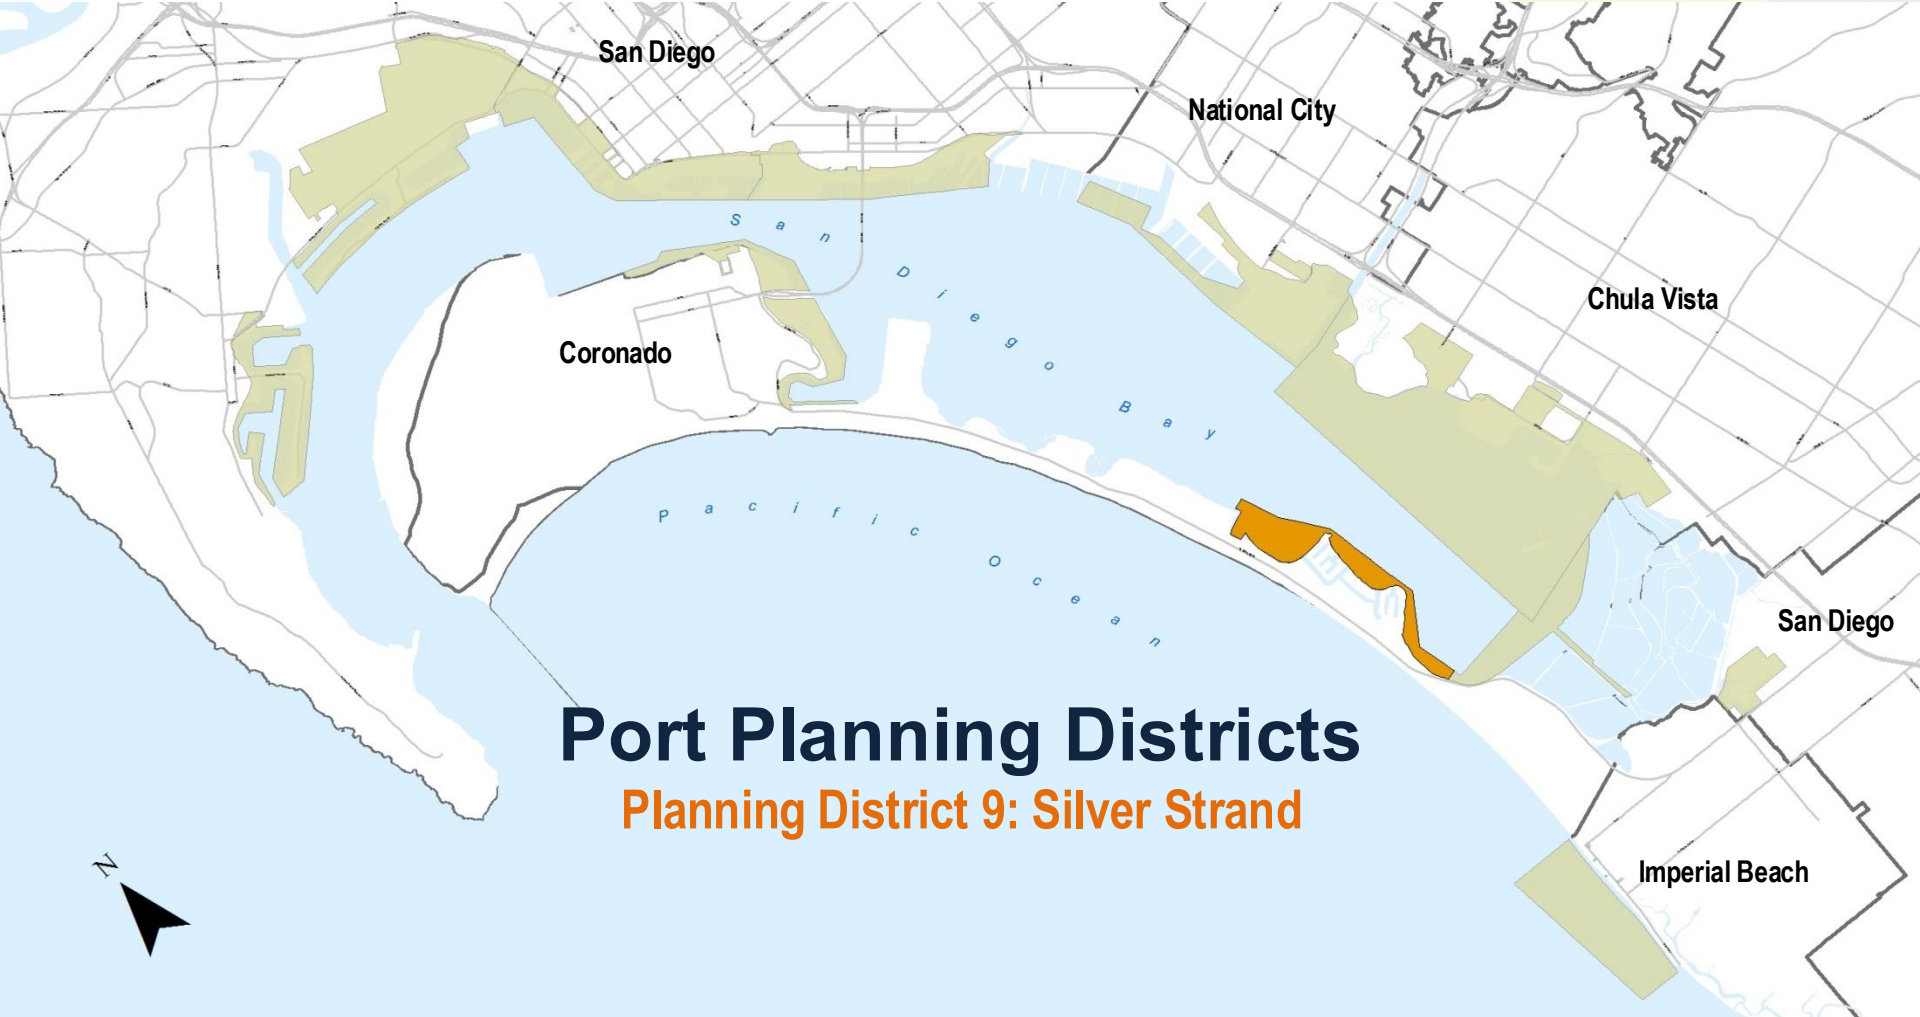 San Diego
National City
San Diego Bay
Chula Vista
Coronado
Pacific Ocean
San Diego
Port Planning Districts
Planning District 9: Silver Strand
N
Imperial Beach